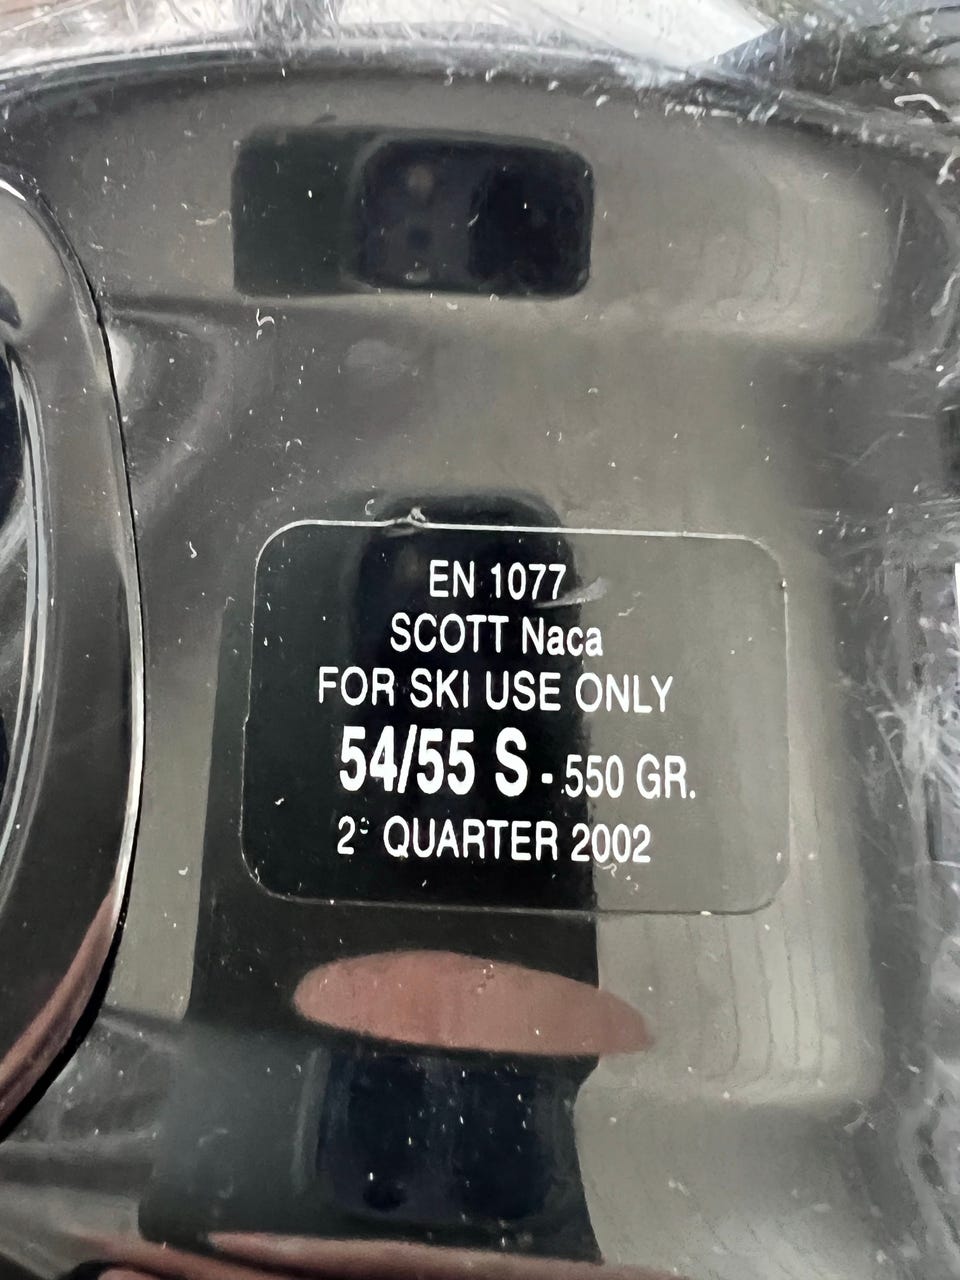 EN 1077
SCOTT Naca
FOR SKI USE ONLY
54/55 S - 550 GR.
2° QUARTER 2002